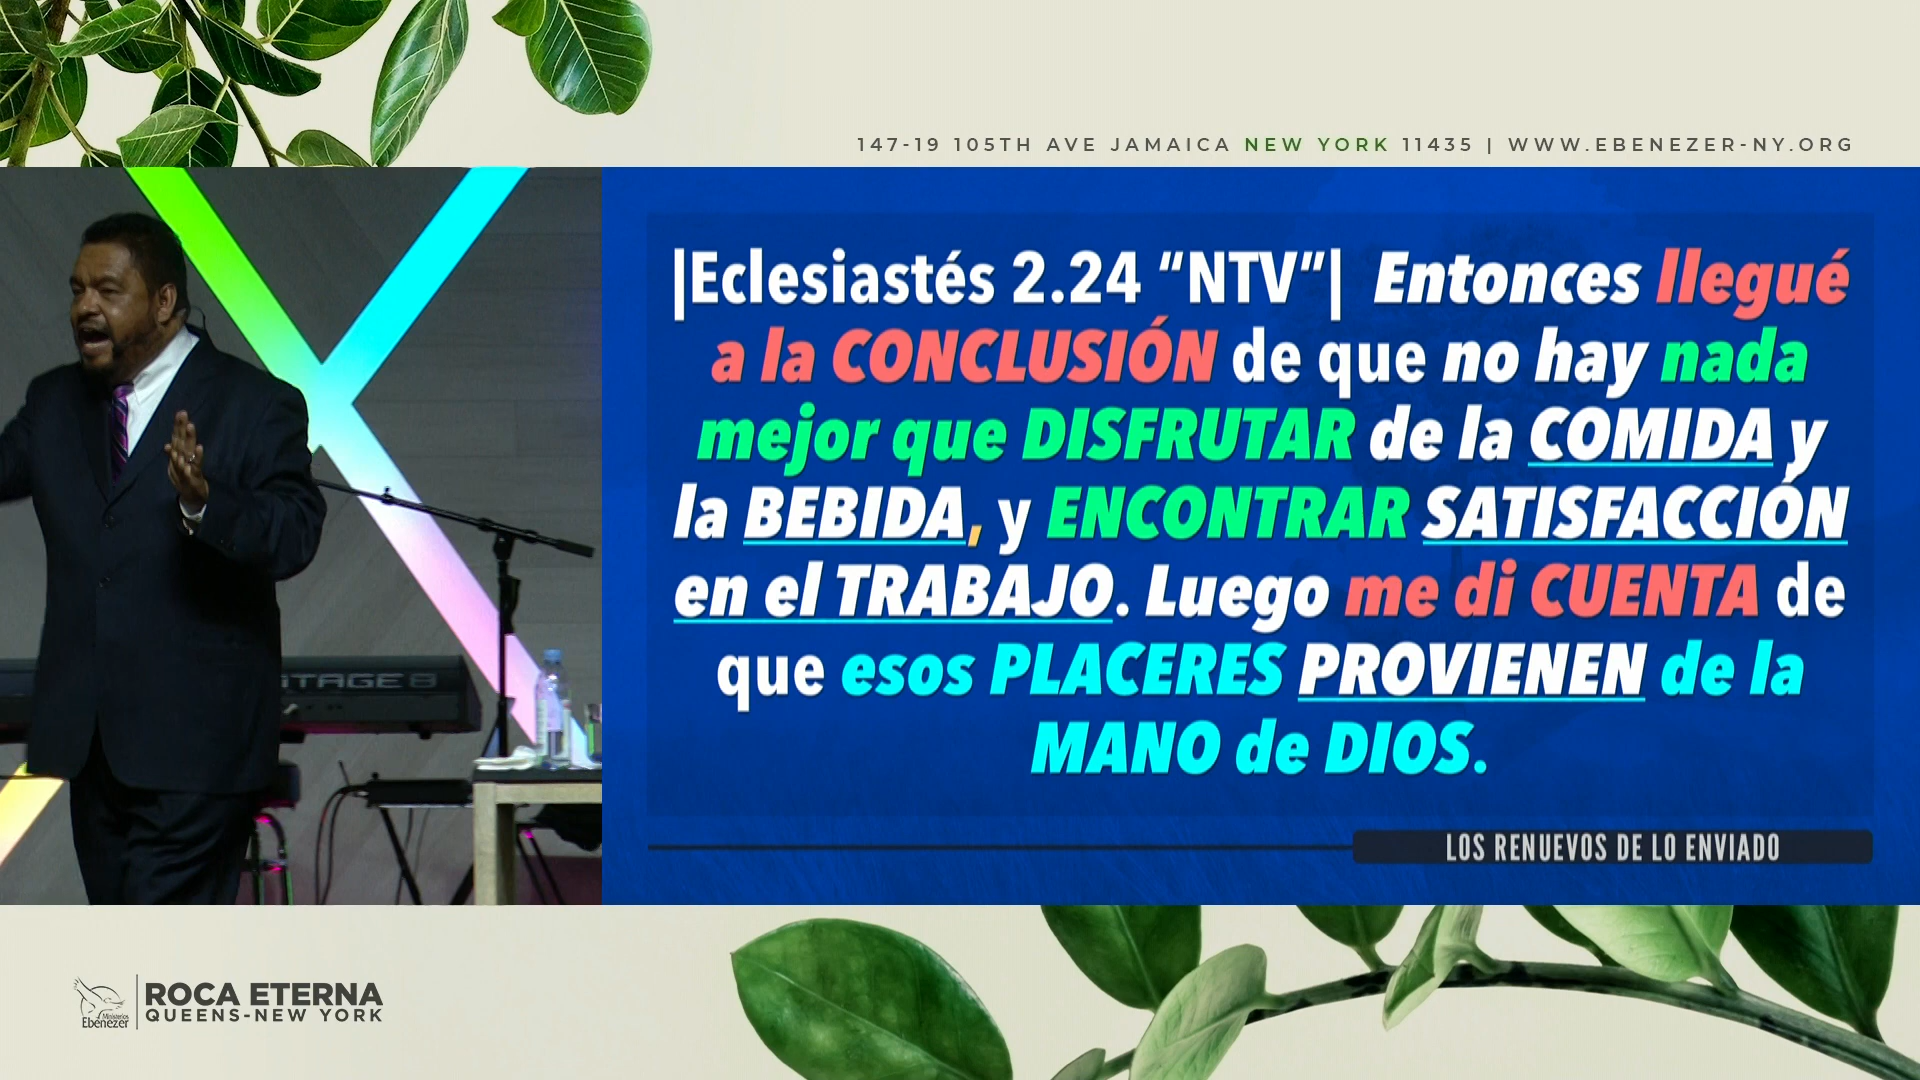 147-19 105TH AVE JAMAICA NEW YORK 11435 | WWW.EBENEZER-NY.ORG
|Eclesiastés 2.24 “NTV”| Entonces llegué
a la CONCLUSIÓN de que no hay nada
mejor que DISFRUTAR de la COMIDA y
la BEBIDA, y ENCONTRAR SATISFACCIÓN
en el TRABAJO. Luego me di CUENTA de
que esos PLACERES PROVIENEN de la
MANO de DIOS.
LOS RENUEVOS DE LO ENVIADO
STAGE 8
Ministerios
Ebenezer
ROCA ETERNA
QUEENS-NEW YORK